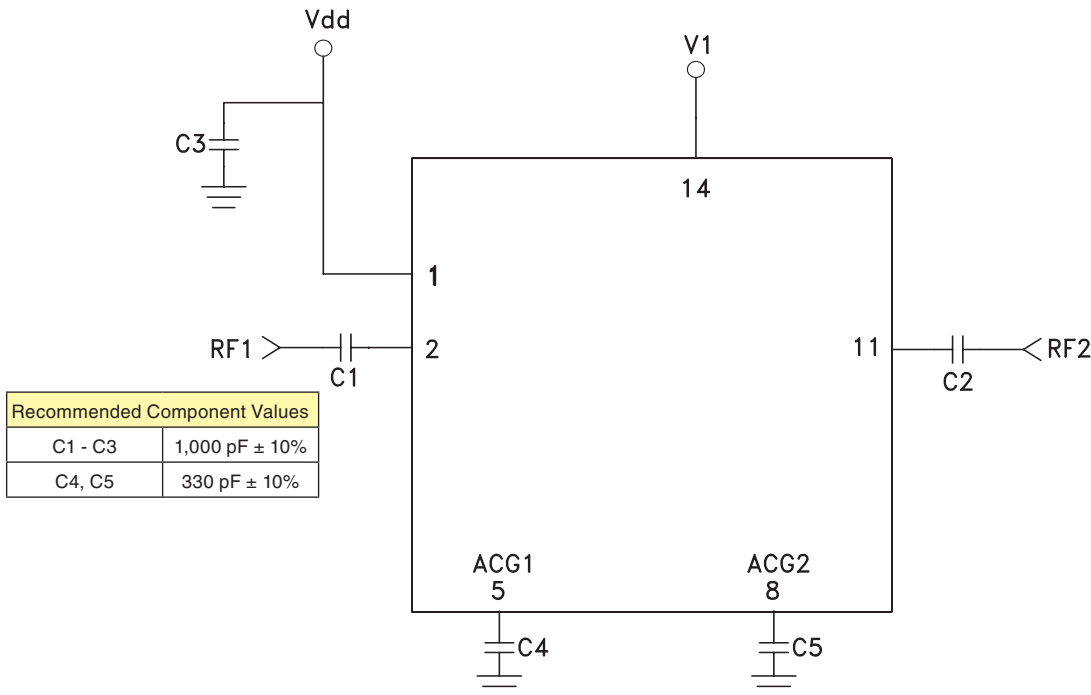 Vdd
V1
C3
14
1
RF1
2
11
RF2
C1
C2
Recommended Component Values
C1 - C3 1,000 pF ± 10%
C4, C5 330 pF ± 10%
ACG1
5
ACG2
8
C4
C5